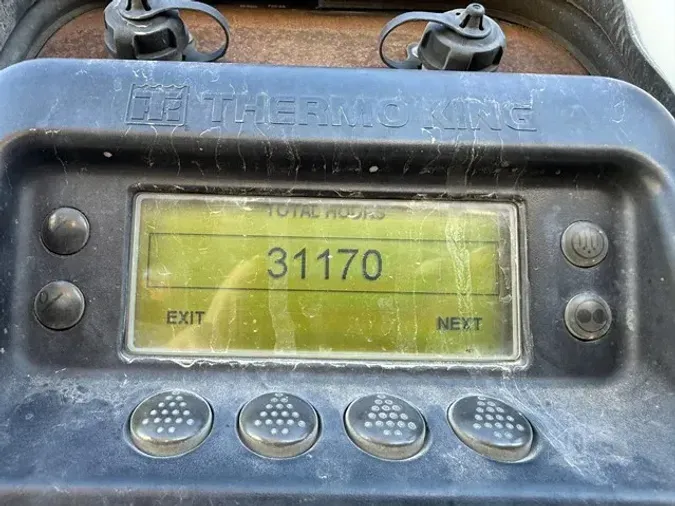 THERMO KING
TOTAL HOURS
31170
EXIT NEXT